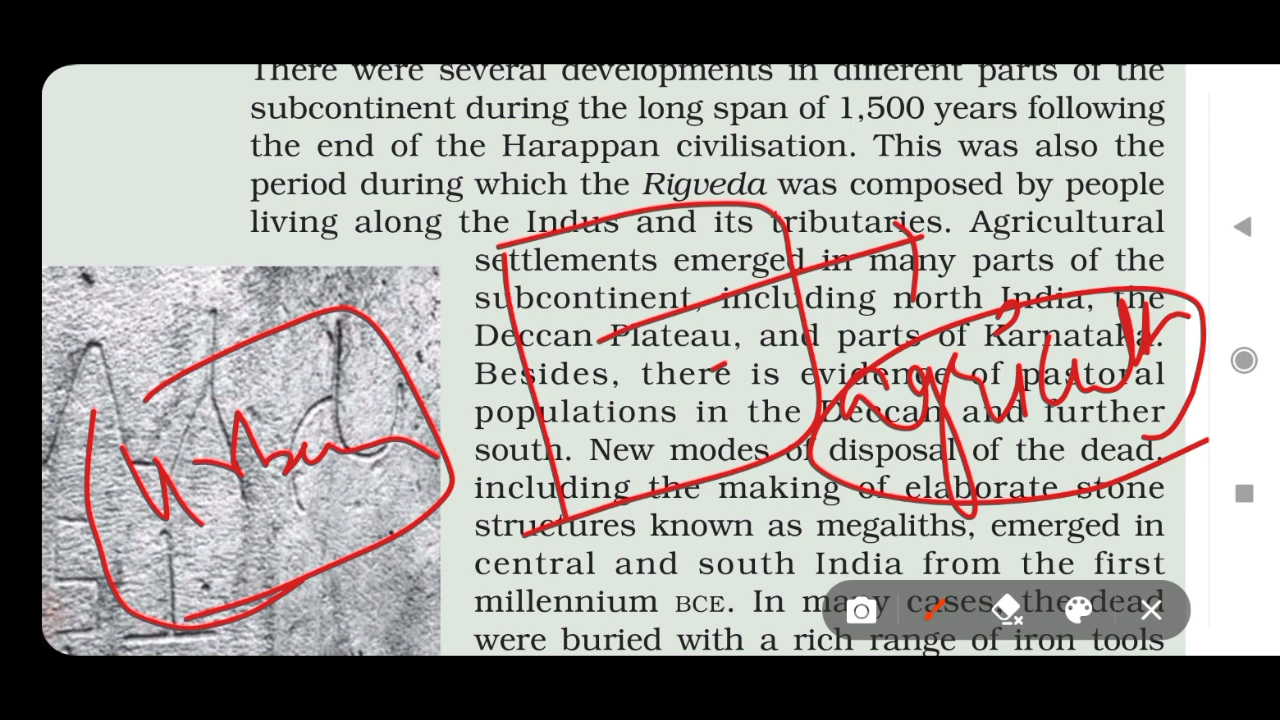 There were several developments in different parts of the
subcontinent during the long span of 1,500 years following
the end of the Harappan civilisation. This was also the
period during which the Rigveda was composed by people
living along the Indus and its tributaries. Agricultural
settlements emerged in many parts of the
subcontinent, including north India, the
Deccan Plateau, and parts of Karnataka.
Besides, there is evidence of pastoral
populations in the Deccan and further
south. New modes of disposal of the dead,
including the making of elaborate stone
structures known as megaliths, emerged in
central and south India from the first
millennium BCE. In many cases, the dead
were buried with a rich range of iron tools